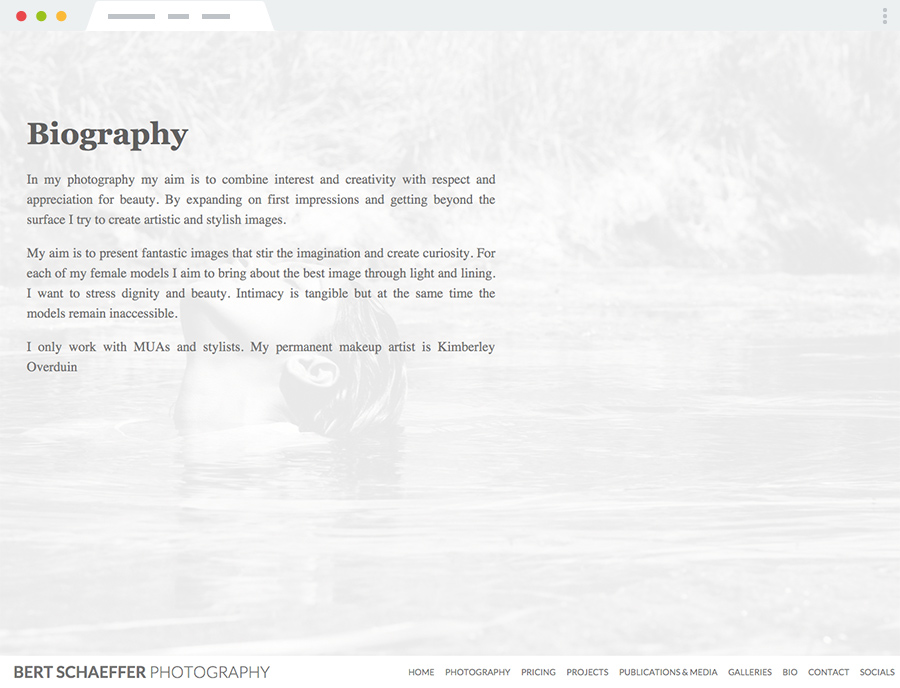 Biography
In my photography my aim is to combine interest and creativity with respect and
appreciation for beauty. By expanding on first impressions and getting beyond the
surface I try to create artistic and stylish images.
My aim is to present fantastic images that stir the imagination and create curiosity. For
each of my female models I aim to bring about the best image through light and lining.
I want to stress dignity and beauty. Intimacy is tangible but at the same time the
models remain inaccessible.
I only work with MUAs and stylists. My permanent makeup artist is Kimberley
Overduin
BERT SCHAEFFER PHOTOGRAPHY HOME PHOTOGRAPHY PRICING PROJECTS PUBLICATIONS & MEDIA GALLERIES BIO CONTACT SOCIALS